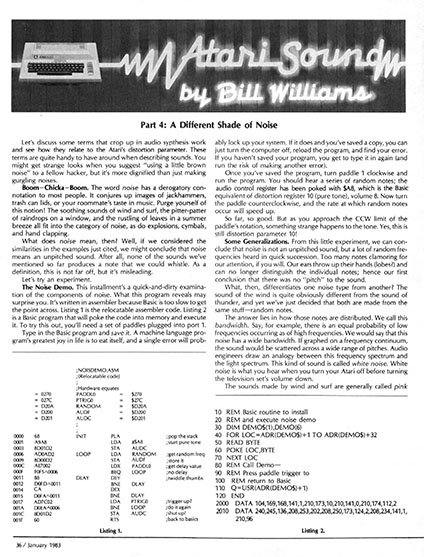 Atari Sound
by Bill Williams
Part 4: A Different Shade of Noise
Let's discuss some terms that crop up in audio synthesis work
and see how they relate to the Atari's distortion parameter. These
terms are quite handy to have around when describing sounds. You
might get strange looks when you suggest "using a little brown
noise" to a fellow hacker, but it's more dignified than just making
gurgling noises.
Boom—Chicka—Boom. The word noise has a derogatory con-
notation to most people. It conjures up images of jackhammers,
trash can lids, or your roommate's taste in music. Purge yourself of
this notion! The soothing sounds of wind and surf, the pitter-patter
of raindrops on a window, and the rustling of leaves in a summer
breeze all fit into the category of noise, as do explosions, cymbals,
and hand clapping.
What does noise mean, then? Well, if we considered the
similarities in the examples just cited, we might conclude that noise
means an unpitched sound. After all, none of the sounds we've
mentioned so far produces a note that we could whistle. As a
definition, this is not far off, but it's misleading.
Let's try an experiment.
The Noise Demo. This installment's a quick-and-dirty examina-
tion of the components of noise. What this program reveals may
surprise you. It's written in assembler because Basic is too slow to get
the point across. Listing 1 is the relocatable assembler code. Listing 2
is a Basic program that will poke the code into memory and execute
it. To try this out, you'll need a set of paddles plugged into port 1.
Type in the Basic program and save it. A machine language pro-
gram's greatest joy in life is to eat itself, and a single error will prob-
ably lock up your system. If it does and you've saved a copy, you can
just turn the computer off, reload the program, and find your error.
If you haven't saved your program, you get to type it in again (and
run the risk of making another error).
Once you've saved the program, turn paddle 1 clockwise and
run the program. You should hear a series of random notes; the
audio control register has been poked with $A8, which is the Basic
equivalent of distortion register 10 (pure tone), volume 8. Now turn
the paddle counterclockwise, and the rate at which random notes
occur will speed up.
So far, so good. But as you approach the CCW limit of the
paddle's rotation, something strange happens to the tone. Yes, this is
still distortion parameter 10!
Some Generalizations. From this little experiment, we can con-
clude that noise is not an unpitched sound, but a lot of random fre-
quencies heard in quick succession. Too many notes clamoring for
our attention, if you will. Our ears throw up their hands (lobes?) and
can no longer distinguish the individual notes; hence our first
conclusion that there was no "pitch" to the sound.
What, then, differentiates one noise type from another? The
sound of the wind is quite obviously different from the sound of
thunder, and yet we've just decided that both are made from the
same stuff—random notes.
The answer lies in how those notes are distributed. We call this
bandwidth. Say, for example, there is an equal probability of low
frequencies occurring as of high frequencies. We would say that this
noise has a wide bandwidth. If graphed on a frequency continuum,
the sound would be scattered across a wide range of pitches. Audio
engineers draw an analogy between this frequency spectrum and
the light spectrum. This kind of sound is called white noise. White
noise is what you hear when you turn your Atari off before turning
the television set's volume down.
The sounds made by wind and surf are generally called pink
;NOISDEMO.ASM
;(Relocatable code)
;
;Hardware equates
= 0270 PADDL0 = $270
= 027C PTRIG0 = $27C
= D20A RANDOM = $D20A
= D200 AUDF = $D200
= D201 AUDC = $D201
;
;
0000 68 INIT PLA ;pop the stack
0001 A9A8 LDA #$A8 ;start pure tone
0003 8D01D2 STA AUDC
0006 AD0AD2 LOOP LDA RANDOM ;get random freq
0009 8D00D2 STA AUDF ;store it
000C AE7002 LDX PADDL0 ;get delay value
000F F0F5^0006 BEQ LOOP ;none
0011 88 DELAY DEY ;twiddle thumbs
0012 D0FD^0011 BNE DELAY
0014 CA DEX
0015 D0FA^0011 BNE DELAY
0017 AD7C02 LDA PTRIG0 ;trigger up?
001A D0EA^0006 BNE LOOP ;do it again
001C 8D01D2 STA AUDC ;shut up!
001F 60 RTS ;back to basics
Listing 1.
10 REM Basic routine to install
20 REM and execute noise demo
30 DIM DEMO$(1),DEMO(6)
40 FOR LOC=ADR(DEMO$)+1 TO ADR(DEMO$)+32
50 READ BYTE
60 POKE LOC,BYTE
70 NEXT LOC
80 REM Call Demo—
90 REM Press paddle trigger to
100 REM return to Basic
110 Q=USR(ADR(DEMO$)+1)
120 END
2000 DATA 104,169,168,141,1,210,173,10,210,141,0,210,174,112,2
2010 DATA 240,245,136,208,253,202,208,250,173,124,2,208,234,141,1,
210,96
Listing 2.
36 / January 1983